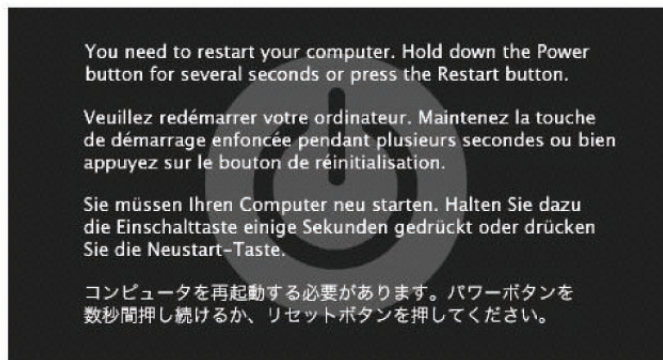 You need to restart your computer. Hold down the Power
button for several seconds or press the Restart button.
Veuillez redémarrer votre ordinateur. Maintenez la touche
de démarrage enfoncée pendant plusieurs secondes ou bien
appuyez sur le bouton de réinitialisation.
Sie müssen Ihren Computer neu starten. Halten Sie dazu
die Einschalttaste einige Sekunden gedrückt oder drücken
Sie die Neustart-Taste.
コンピュータを再起動する必要があります。パワーボタンを
数秒間押し続けるか、リセットボタンを押してください。